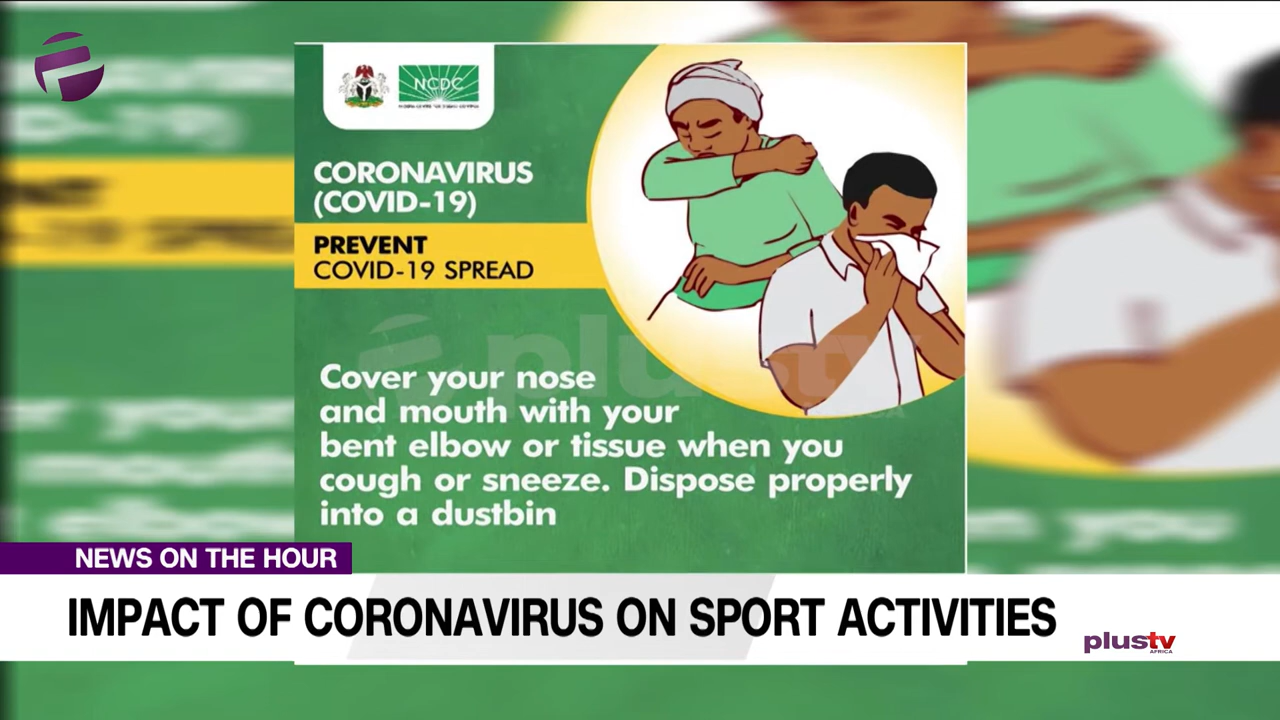 NCDC
CORONAVIRUS
(COVID-19)
PREVENT
COVID-19 SPREAD
plustv
Cover your nose
and mouth with your
bent elbow or tissue when you
cough or sneeze. Dispose properly
into a dustbin
NEWS ON THE HOUR
IMPACT OF CORONAVIRUS ON SPORT ACTIVITIES
plustv
AFRICA